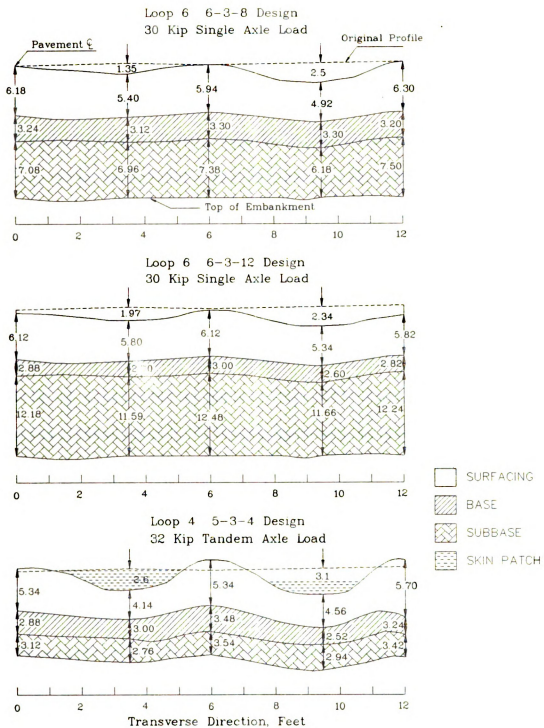 Loop 6 6-3-8 Design
30 Kip Single Axle Load
Pavement ℄
Original Profile
1.35
2.5
6.18
5.40
5.94
4.92
6.30
3.24
3.12
3.30
3.30
3.20
7.08
6.96
7.38
6.18
7.50
Top of Embankment
0 2 4 6 8 10 12
Loop 6 6-3-12 Design
30 Kip Single Axle Load
1.97
2.34
6.12
5.80
6.12
5.34
5.82
2.88
3.00
2.60
2.82
12.18
11.59
12.48
11.66
12.24
0 2 4 6 8 10 12
SURFACING
BASE
SUBBASE
SKIN PATCH
Loop 4 5-3-4 Design
32 Kip Tandem Axle Load
2.6
3.1
5.34
4.14
5.34
4.56
5.70
2.88
3.00
3.48
2.52
3.24
3.12
2.76
3.54
2.94
3.42
0 2 4 6 8 10 12
Transverse Direction, Feet